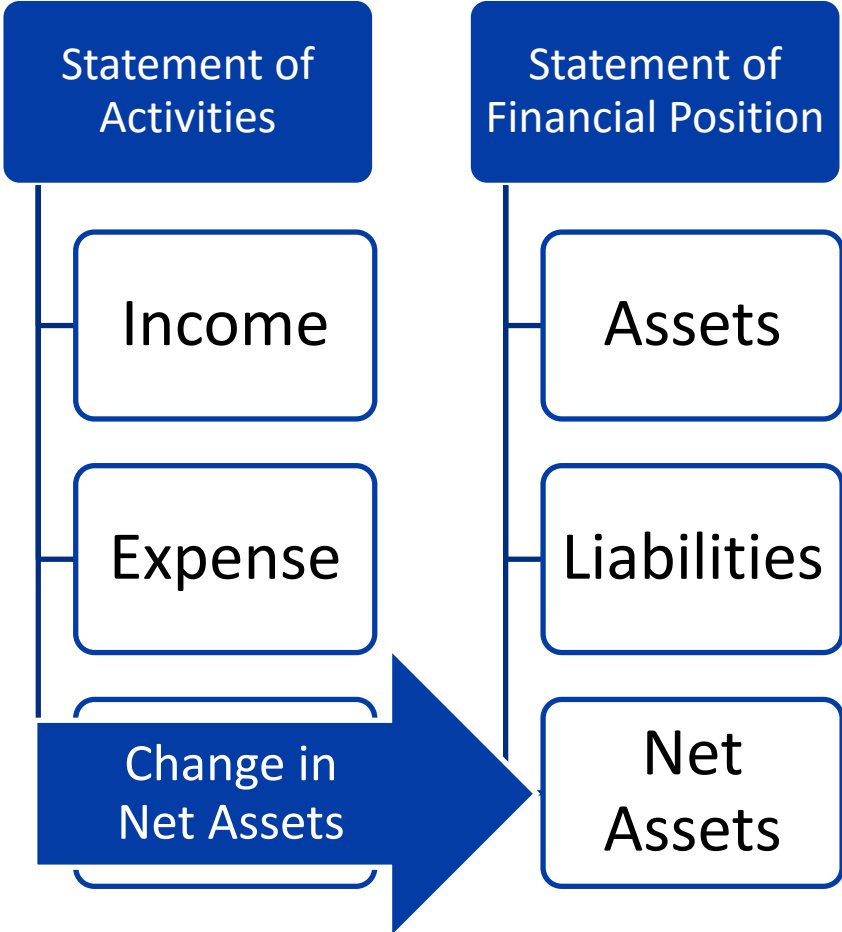 Statement of
Activities
Income
Expense
Change in
Net Assets
Statement of
Financial Position
Assets
Liabilities
Net
Assets